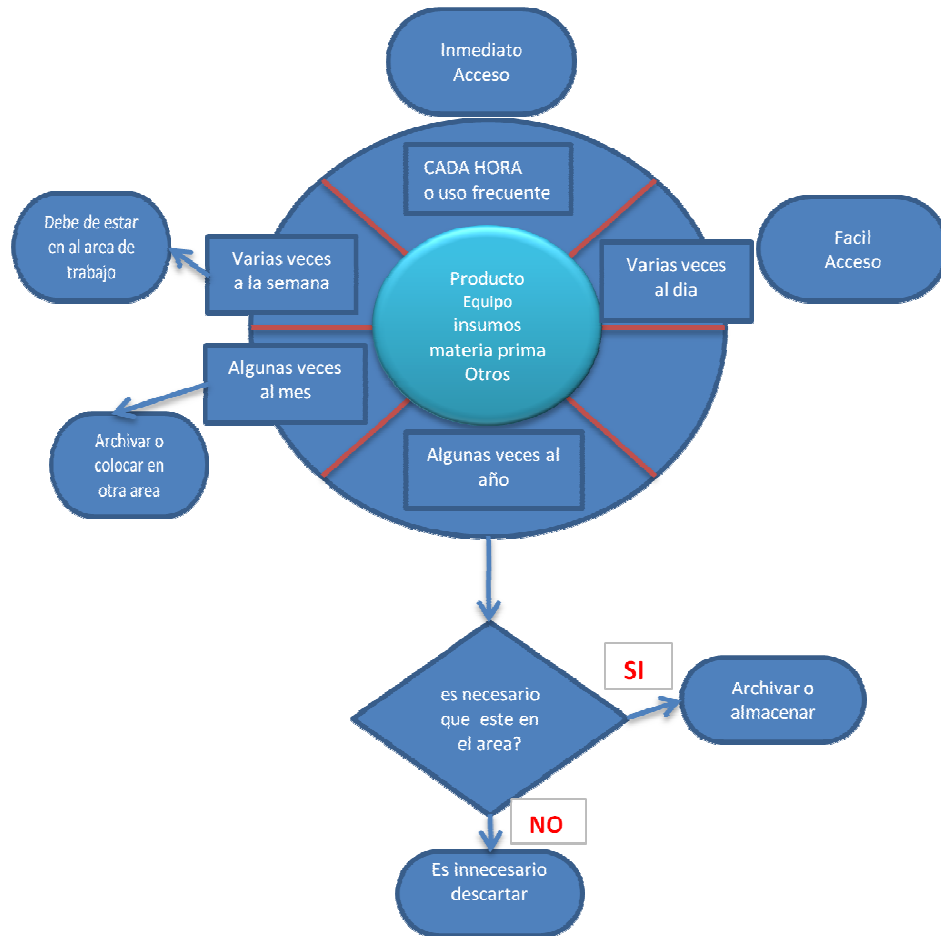 Inmediato
Acceso
CADA HORA
o uso frecuente
Debe de estar
en al area de
trabajo
Varias veces
a la semana
Producto
Equipo
insumos
materia prima
Otros
Varias veces
al dia
Facil
Acceso
Algunas veces
al mes
Archivar o
colocar en
otra area
Algunas veces al
año
es necesario
que este en
el area?
SI
Archivar o
almacenar
NO
Es innecesario
descartar